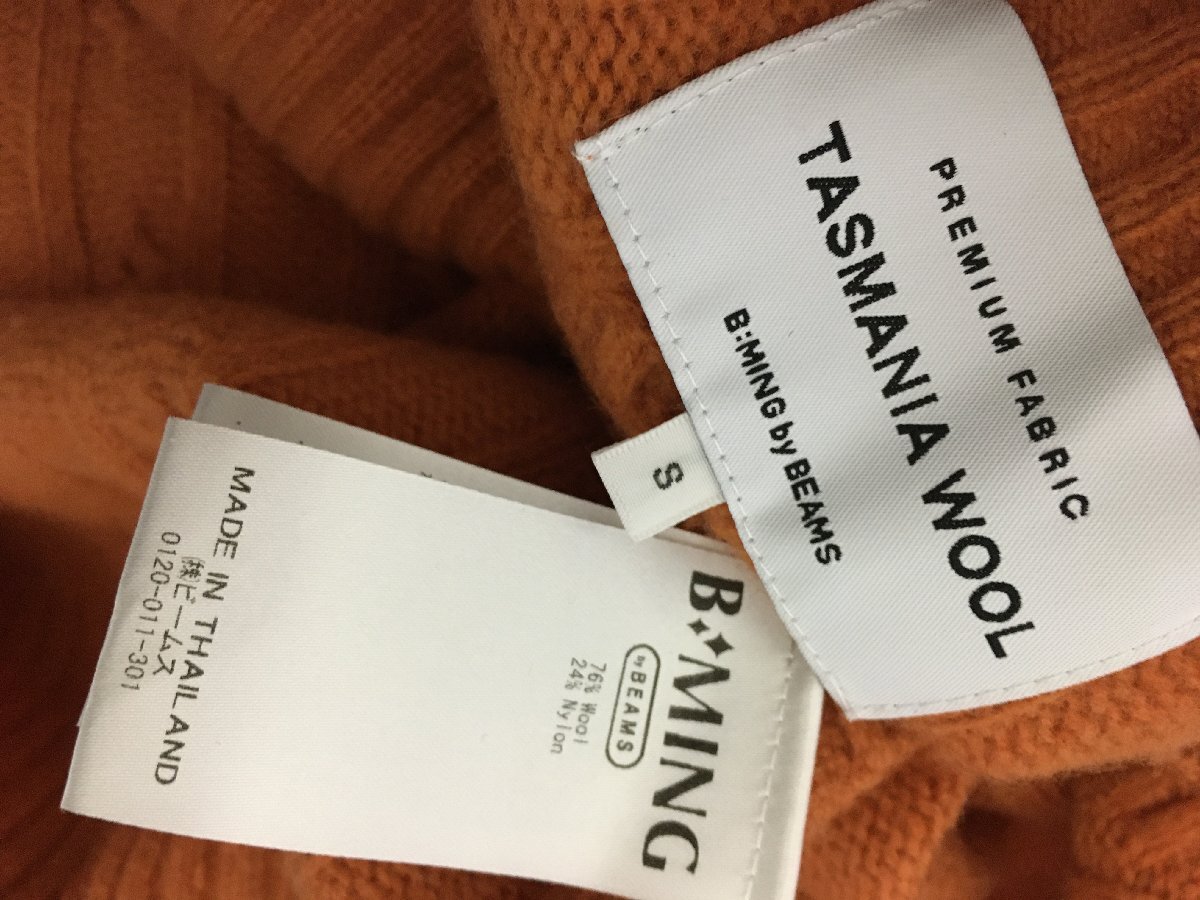 PREMIUM FABRIC
TASMANIA WOOL
B:MING by BEAMS
S
B:MING
by BEAMS
76% Wool
24% Nylon
MADE IN THAILAND
㈱ビームス
0120-011-301